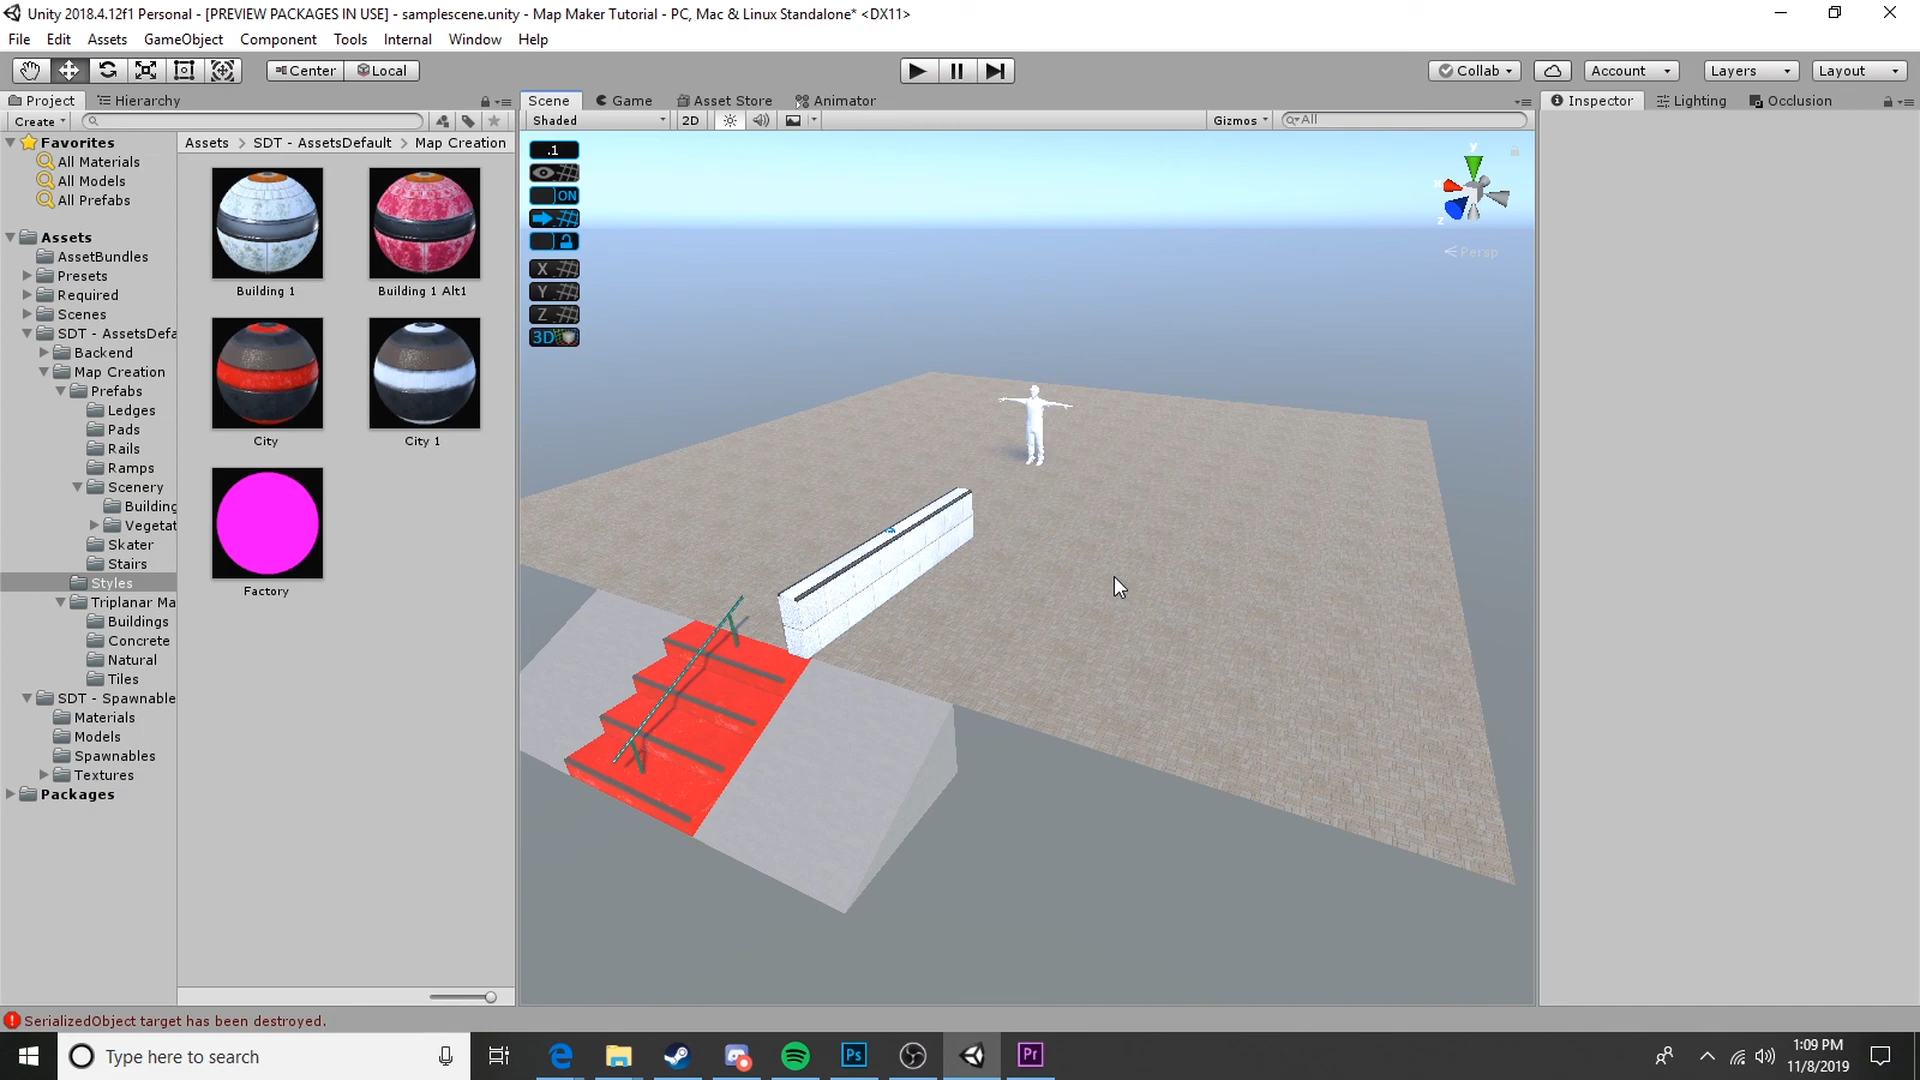 Unity 2018.4.12f1 Personal - [PREVIEW PACKAGES IN USE] - samplescene.unity - Map Maker Tutorial - PC, Mac & Linux Standalone* <DX11>
File Edit Assets GameObject Component Tools Internal Window Help
Center Local Collab Account Layers Layout
Project Hierarchy Scene Game Asset Store Animator Inspector Lighting Occlusion
Create Shaded 2D Gizmos All
Favorites
All Materials
All Models
All Prefabs
Assets
AssetBundles
Presets
Required
Scenes
SDT - AssetsDefa
Backend
Map Creation
Prefabs
Ledges
Pads
Rails
Ramps
Scenery
Building
Vegetat
Skater
Stairs
Styles
Triplanar Ma
Buildings
Concrete
Natural
Tiles
SDT - Spawnable
Materials
Models
Spawnables
Textures
Packages
Assets > SDT - AssetsDefault > Map Creation
Building 1
Building 1 Alt1
City
City 1
Factory
.1
ON
X
Y
Z
3D
y
x
z
Persp
SerializedObject target has been destroyed.
Type here to search
Ps
Pr
1:09 PM
11/8/2019